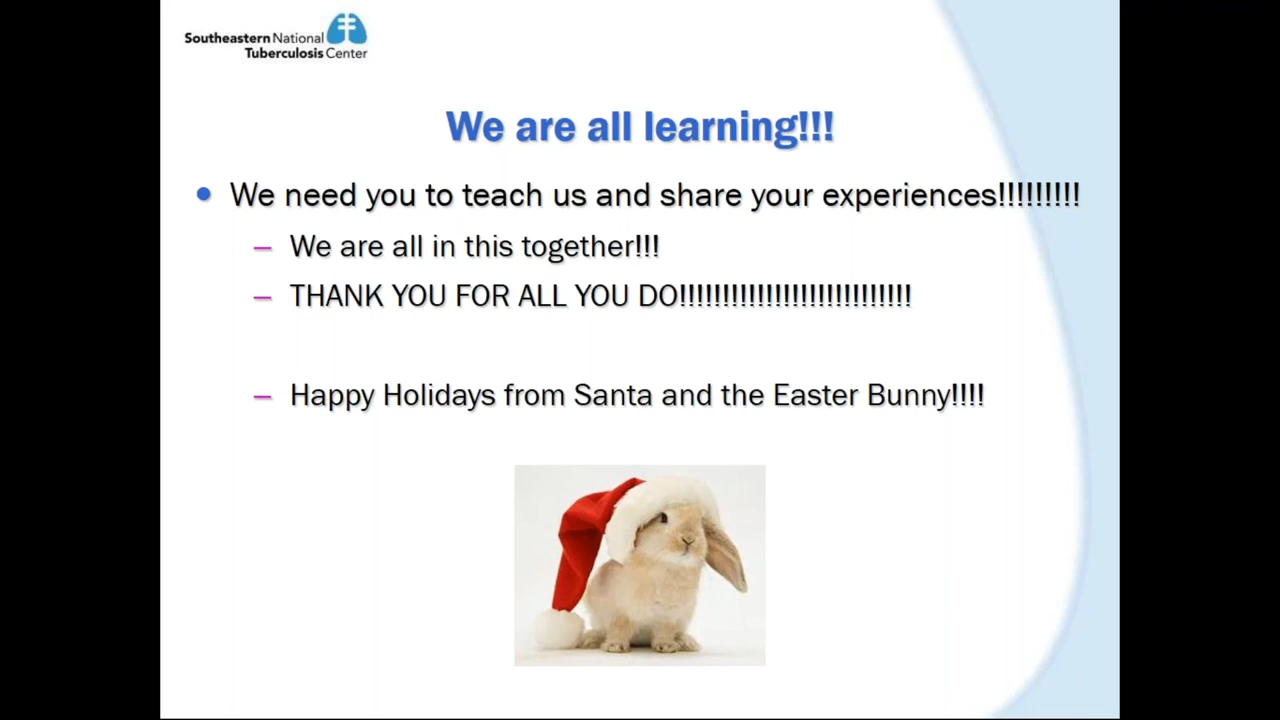 Southeastern National
Tuberculosis Center
We are all learning!!!
We need you to teach us and share your experiences!!!!!!!!!
– We are all in this together!!!
– THANK YOU FOR ALL YOU DO!!!!!!!!!!!!!!!!!!!!!!!!!!!
– Happy Holidays from Santa and the Easter Bunny!!!!